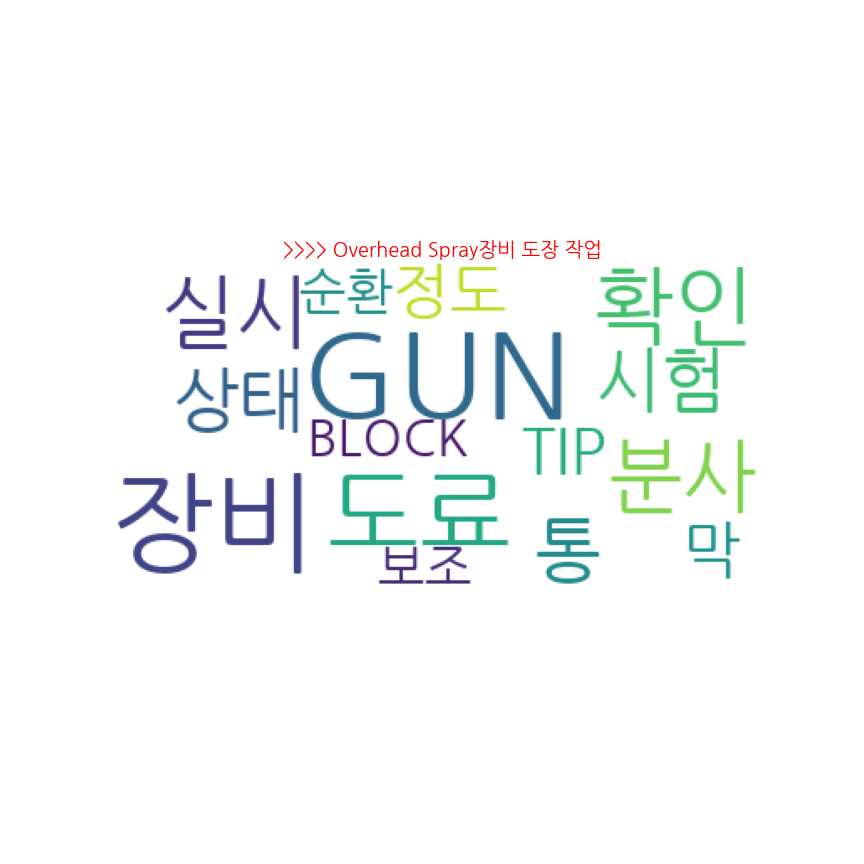 >>>> Overhead Spray장비 도장 작업
실시
순환
정도
확인
GUN
상태
시험
BLOCK
TIP
분사
장비
도료
통
막
보조